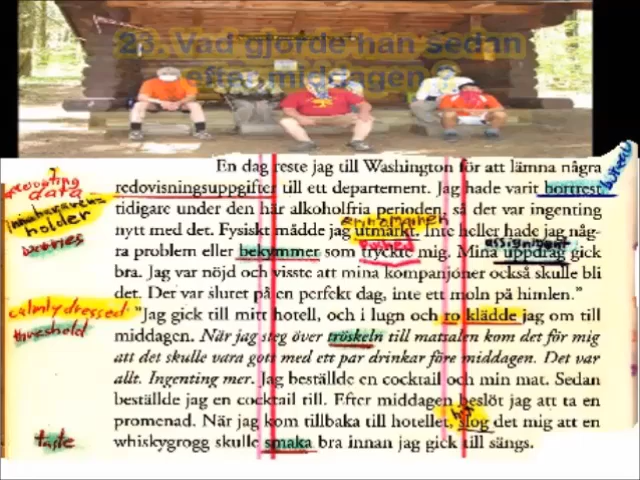 23. Vad gjorde han sedan
efter middagen ?
En dag reste jag till Washington för att lämna några
redovisningsuppgifter till ett departement. Jag hade varit bortrest
tidigare under den här alkoholfria perioden, så det var ingenting
nytt med det. Fysiskt mådde jag utmärkt. Inte heller hade jag någ-
ra problem eller bekymmer som tryckte mig. Mina uppdrag gick
bra. Jag var nöjd och visste att mina kompanjoner också skulle bli
det. Det var slutet på en perfekt dag, inte ett moln på himlen.”
”Jag gick till mitt hotell, och i lugn och ro klädde jag om till
middagen. När jag steg över tröskeln till matsalen kom det för mig
att det skulle vara gott med ett par drinkar före middagen. Det var
allt. Ingenting mer. Jag beställde en cocktail och min mat. Sedan
beställde jag en cocktail till. Efter middagen beslöt jag att ta en
promenad. När jag kom tillbaka till hotellet, slog det mig att en
whiskygrogg skulle smaka bra innan jag gick till sängs.
data
holder
worries
calmly dressed
threshold
taste
assignment
hit